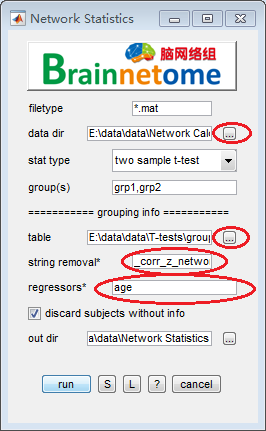 Network Statistics
脑网络组
Brainnetome
filetype *.mat
data dir E:\data\data\Network Calc ...
stat type two sample t-test
group(s) grp1,grp2
=========== grouping info ===========
table E:\data\data\T-tests\group ...
string removal* _corr_z_netwo
regressors* age
discard subjects without info
out dir a\data\Network Statistics ...
run S L ? cancel